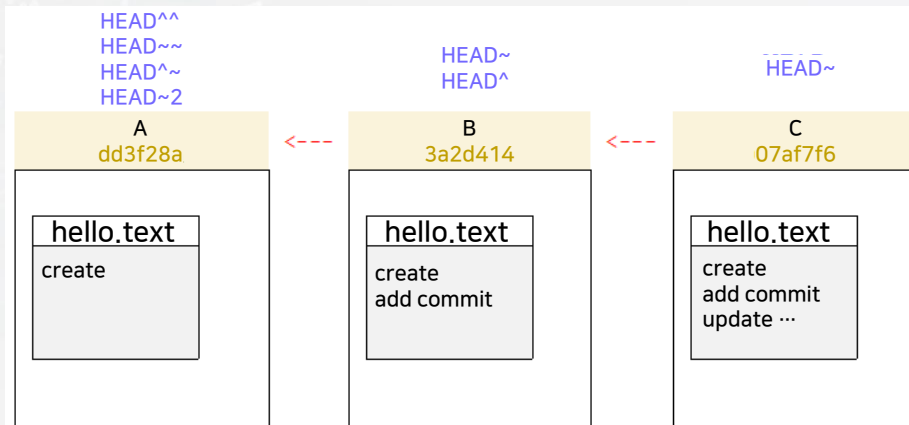 HEAD^^
HEAD~~
HEAD^~
HEAD~2
A
dd3f28a
hello.text
create
<---
HEAD~
HEAD^
B
3a2d414
hello.text
create
add commit
<---
HEAD~
C
07af7f6
hello.text
create
add commit
update ···